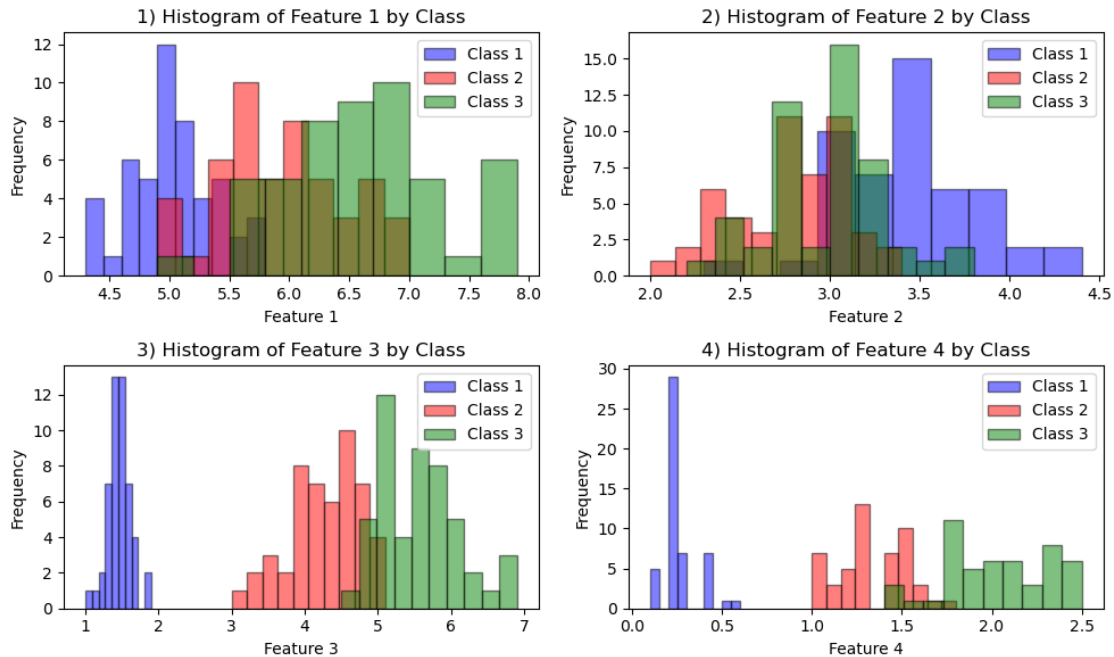 1) Histogram of Feature 1 by Class
12
10
8
6
4
2
0
Frequency
4.5 5.0 5.5 6.0 6.5 7.0 7.5 8.0
Feature 1
Class 1
Class 2
Class 3
2) Histogram of Feature 2 by Class
15.0
12.5
10.0
7.5
5.0
2.5
0.0
Frequency
2.0 2.5 3.0 3.5 4.0 4.5
Feature 2
Class 1
Class 2
Class 3
3) Histogram of Feature 3 by Class
12
10
8
6
4
2
0
Frequency
1 2 3 4 5 6 7
Feature 3
Class 1
Class 2
Class 3
4) Histogram of Feature 4 by Class
30
25
20
15
10
5
0
Frequency
0.0 0.5 1.0 1.5 2.0 2.5
Feature 4
Class 1
Class 2
Class 3